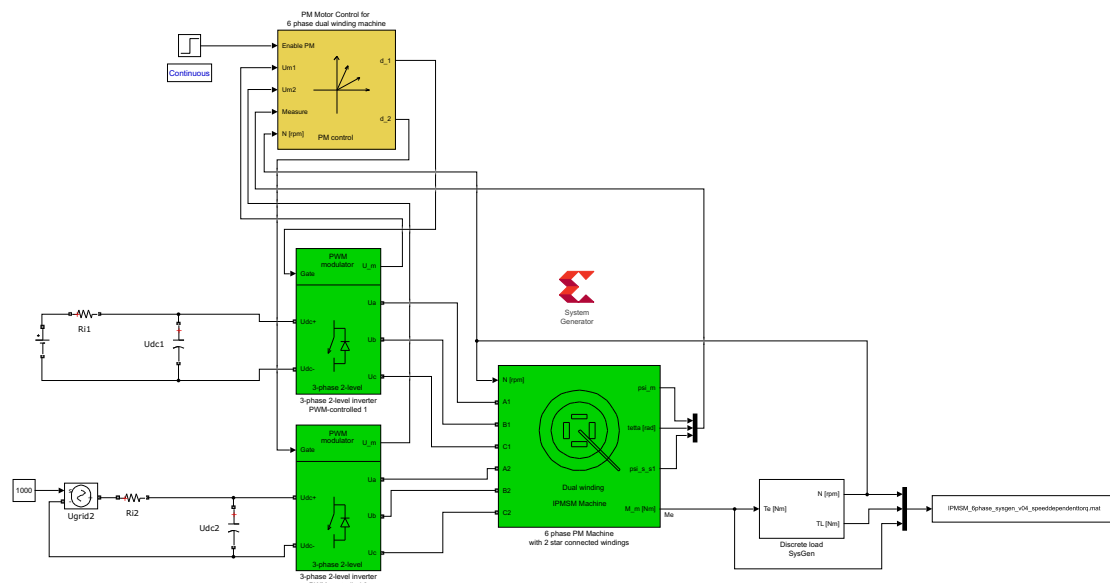 PM Motor Control for
6 phase dual winding machine
Enable PM
Um1
Um2
Measure
N [rpm]
d_1
d_2
PM control
Continuous
PWM
modulator
U_m
Gate
Udc+
Udc-
Ua
Ub
Uc
3-phase 2-level
3-phase 2-level inverter
PWM-controlled 1
Ri1
Udc1
System
Generator
N [rpm]
A1
B1
C1
A2
B2
C2
psi_m
tetta [rad]
psi_s_s1
M_m [Nm]
Dual winding
IPMSM Machine
6 phase PM Machine
with 2 star connected windings
Me
PWM
modulator
U_m
Gate
Udc+
Udc-
Ua
Ub
Uc
3-phase 2-level
3-phase 2-level inverter
1000
Ugrid2
Ri2
Udc2
Te [Nm]
N [rpm]
TL [Nm]
Discrete load
SysGen
IPMSM_6phase_sysgen_v04_speeddependenttorq.mat